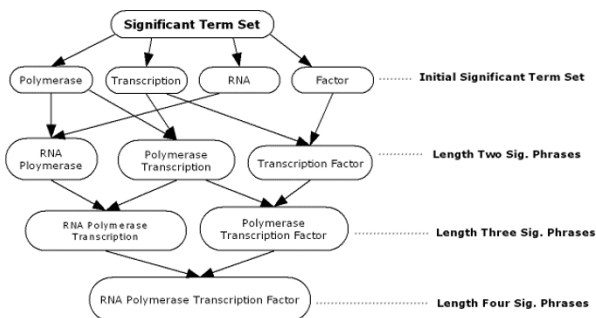 Significant Term Set
Polymerase
Transcription
RNA
Factor
Initial Significant Term Set
RNA
Ploymerase
Polymerase
Transcription
Transcription Factor
Length Two Sig. Phrases
RNA Polymerase
Transcription
Polymerase
Transcription Factor
Length Three Sig. Phrases
RNA Polymerase Transcription Factor
Length Four Sig. Phrases